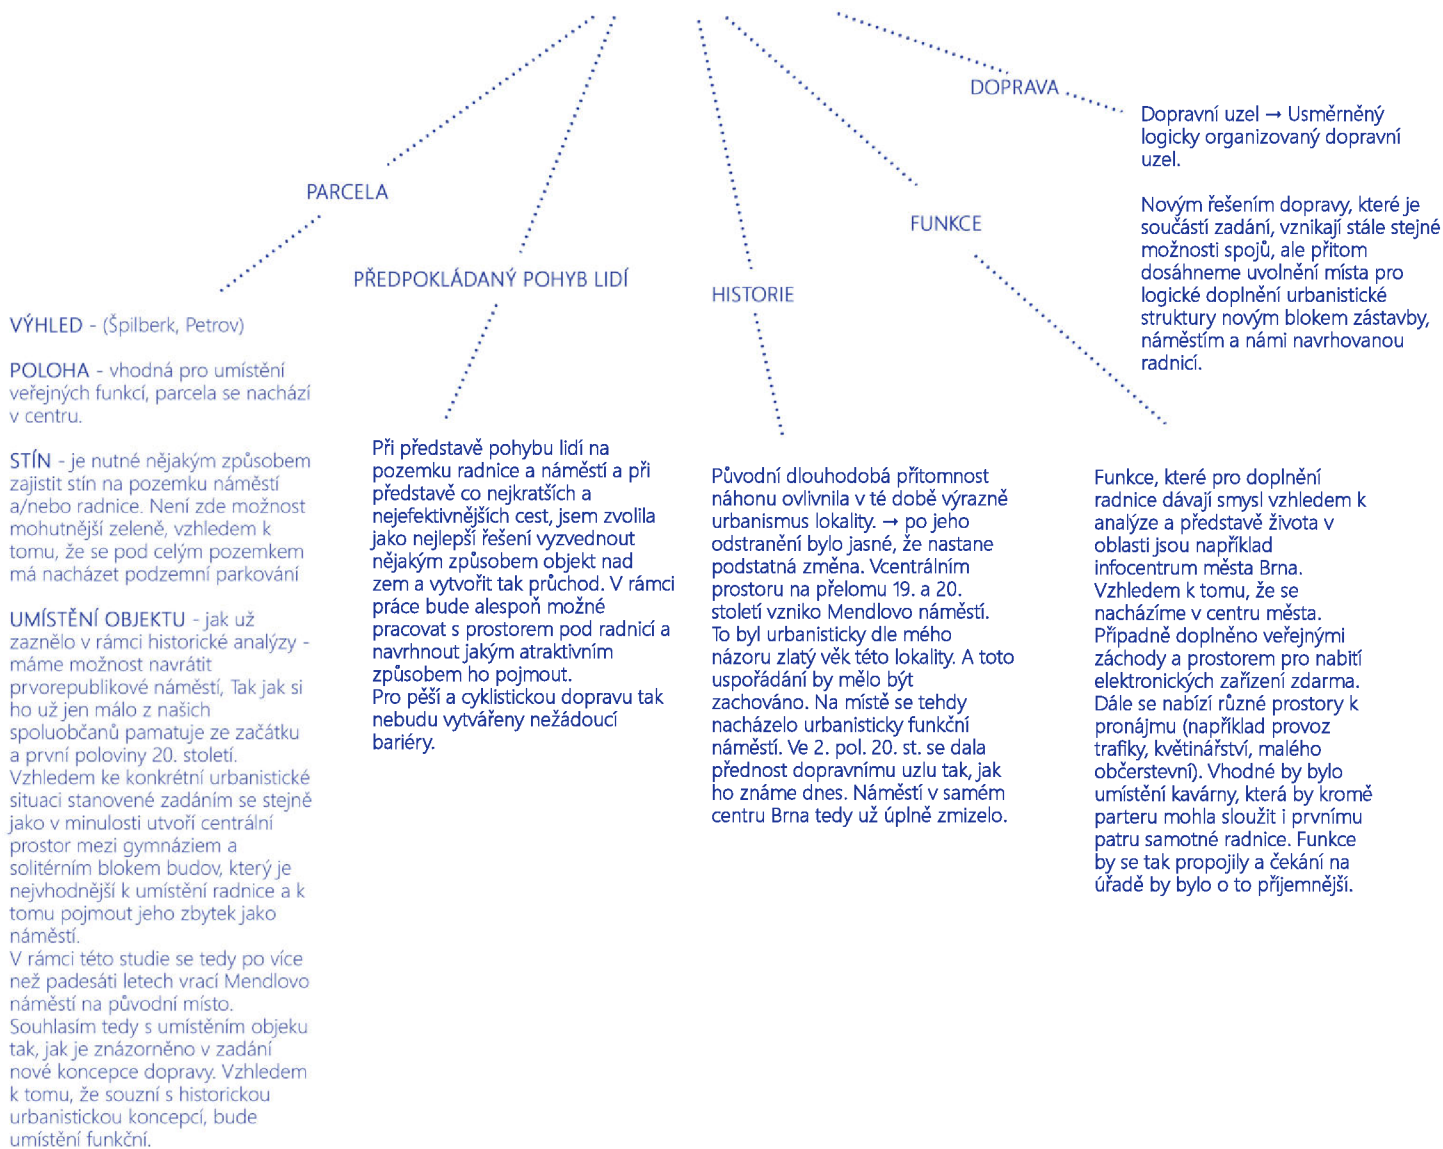 PARCELA
VÝHLED - (Špilberk, Petrov)
POLOHA - vhodná pro umístění
veřejných funkcí, parcela se nachází
v centru.
STÍN - je nutné nějakým způsobem
zajistit stín na pozemku náměstí
a/nebo radnice. Není zde možnost
mohutnější zeleně, vzhledem k
tomu, že se pod celým pozemkem
má nacházet podzemní parkování
UMÍSTĚNÍ OBJEKTU - jak už
zaznělo v rámci historické analýzy -
máme možnost navrátit
prvorepublikové náměstí, Tak jak si
ho už jen málo z našich
spoluobčanů pamatuje ze začátku
a první poloviny 20. století.
Vzhledem ke konkrétní urbanistické
situaci stanovené zadáním se stejně
jako v minulosti utvoří centrální
prostor mezi gymnáziem a
solitérním blokem budov, který je
nejvhodnější k umístění radnice a k
tomu pojmout jeho zbytek jako
náměstí.
V rámci této studie se tedy po více
než padesáti letech vrací Mendlovo
náměstí na původní místo.
Souhlasím tedy s umístěním objeku
tak, jak je znázorněno v zadání
nové koncepce dopravy. Vzhledem
k tomu, že souzní s historickou
urbanistickou koncepcí, bude
umístění funkční.
PŘEDPOKLÁDANÝ POHYB LIDÍ
Při představě pohybu lidí na
pozemku radnice a náměstí a při
představě co nejkratších a
nejefektivnějších cest, jsem zvolila
jako nejlepší řešení vyzvednout
nějakým způsobem objekt nad
zem a vytvořit tak průchod. V rámci
práce bude alespoň možné
pracovat s prostorem pod radnicí a
navrhnout jakým atraktivním
způsobem ho pojmout.
Pro pěší a cyklistickou dopravu tak
nebudu vytvářeny nežádoucí
bariéry.
HISTORIE
Původní dlouhodobá přítomnost
náhonu ovlivnila v té době výrazně
urbanismus lokality. → po jeho
odstranění bylo jasné, že nastane
podstatná změna. Vcentrálním
prostoru na přelomu 19. a 20.
století vzniko Mendlovo náměstí.
To byl urbanisticky dle mého
názoru zlatý věk této lokality. A toto
uspořádání by mělo být
zachováno. Na místě se tehdy
nacházelo urbanisticky funkční
náměstí. Ve 2. pol. 20. st. se dala
přednost dopravnímu uzlu tak, jak
ho známe dnes. Náměstí v samém
centru Brna tedy už úplně zmizelo.
FUNKCE
Funkce, které pro doplnění
radnice dávají smysl vzhledem k
analýze a představě života v
oblasti jsou například
infocentrum města Brna.
Vzhledem k tomu, že se
nacházíme v centru města.
Případně doplněno veřejnými
záchody a prostorem pro nabití
elektronických zařízení zdarma.
Dále se nabízí různé prostory k
pronájmu (například provoz
trafiky, květinářství, malého
občerstevní). Vhodné by bylo
umístění kavárny, která by kromě
parteru mohla sloužit i prvnímu
patru samotné radnice. Funkce
by se tak propojily a čekání na
úřadě by bylo o to příjemnější.
DOPRAVA
Dopravní uzel → Usměrněný
logicky organizovaný dopravní
uzel.
Novým řešením dopravy, které je
součástí zadání, vznikají stále stejné
možnosti spojů, ale přitom
dosáhneme uvolnění místa pro
logické doplnění urbanistické
struktury novým blokem zástavby,
náměstím a námi navrhovanou
radnicí.